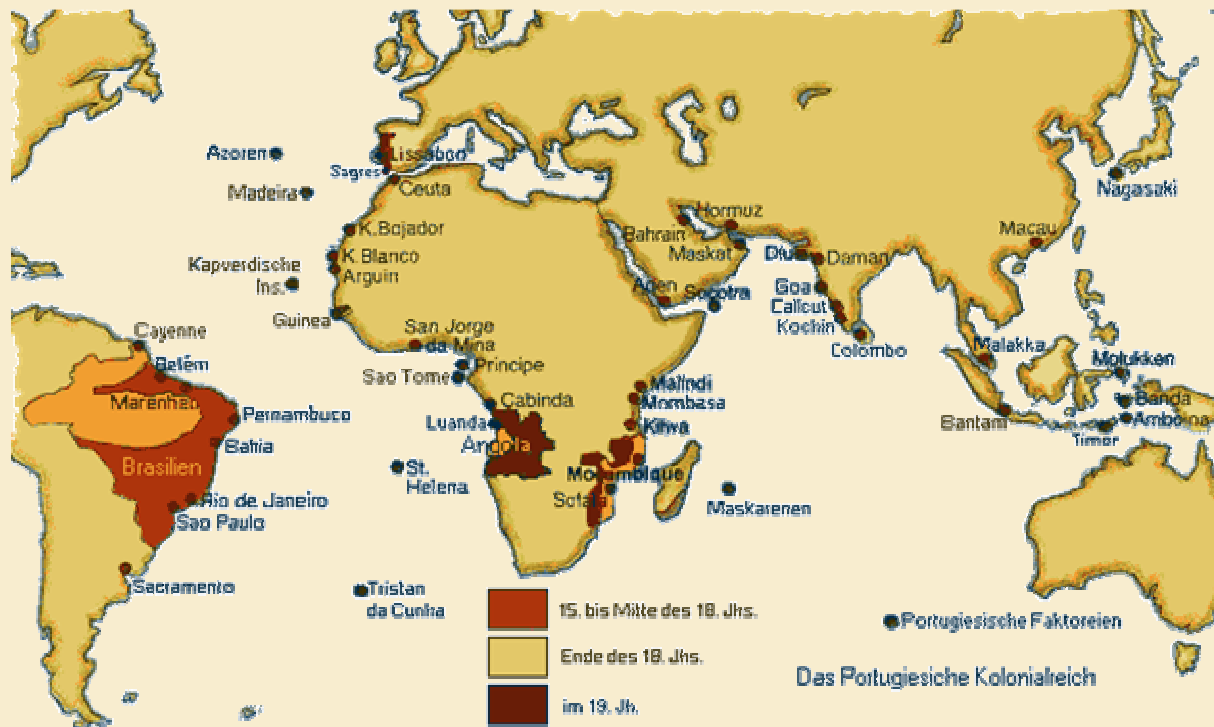 Azoren
Lissabon
Sagres
Nagasaki
Madeira
Ceuta
Hormuz
K.Bojador
Bahrain
Macau
Maskat
K.Blanco
Diu
Daman
Kapverdische
Ins.
Arguin
Aden
Socotra
Goa
Calicut
Kochin
Guinea
San Jorge
da Mina
Cayenne
Colombo
Malakka
Molukken
Belém
Principe
Sao Tome
Malindi
Marenhen
Cabinda
Mombasa
Banda
Pernambuco
Luanda
Kilwa
Bantam
Amboina
Bahia
Angola
Timor
Brasilien
St.
Helena
Moçambique
Rio de Janeiro
Sofala
Maskarenen
Sao Paulo
Sacramento
Tristan
da Cunha
15. bis Mitte des 18. Jhs.
Portugiesische Faktoreien
Ende des 18. Jhs.
Das Portugiesiche Kolonialreich
im 19. Jh.